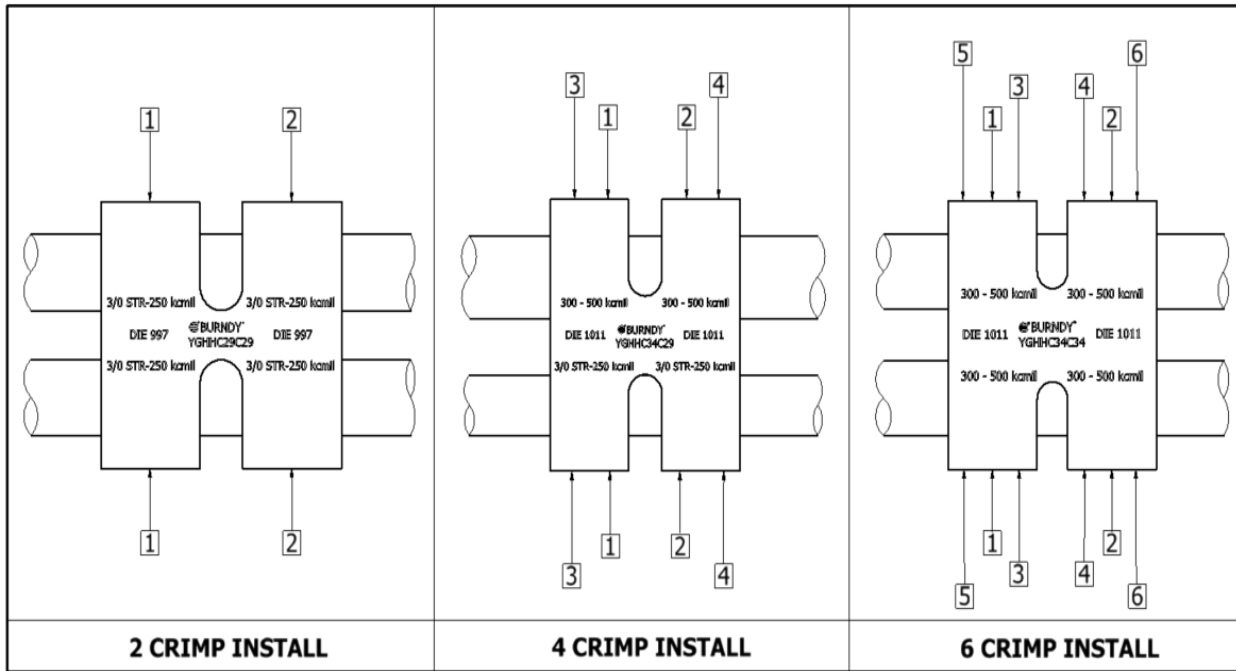 1
2
3/0 STR-250 kcmil
3/0 STR-250 kcmil
DIE 997
BURNDY
YGHHC29C29
DIE 997
3/0 STR-250 kcmil
3/0 STR-250 kcmil
1
2
2 CRIMP INSTALL
3
4
1
2
300 - 500 kcmil
300 - 500 kcmil
DIE 1011
BURNDY
YGHHC34C29
DIE 1011
3/0 STR-250 kcmil
3/0 STR-250 kcmil
1
2
3
4
4 CRIMP INSTALL
5
6
3
4
1
2
300 - 500 kcmil
300 - 500 kcmil
DIE 1011
BURNDY
YGHHC34C34
DIE 1011
300 - 500 kcmil
300 - 500 kcmil
1
2
3
4
5
6
6 CRIMP INSTALL